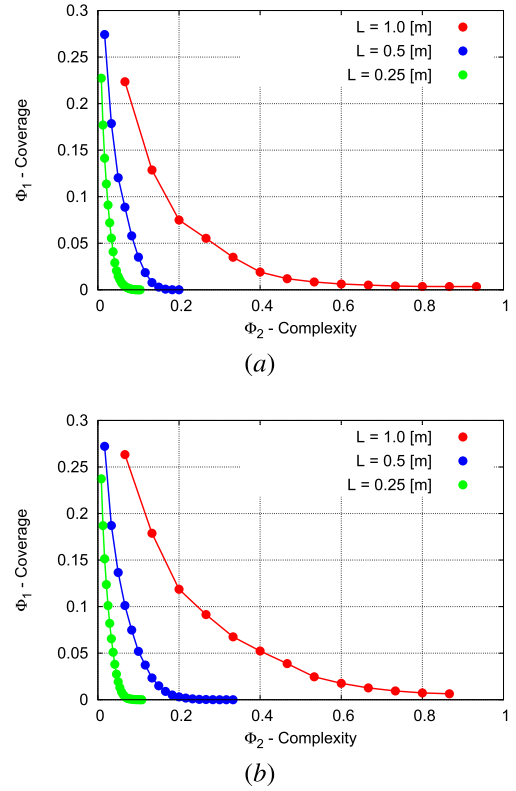 0.3
0.25
0.2
0.15
0.1
0.05
0
Φ1 - Coverage
L = 1.0 [m]
L = 0.5 [m]
L = 0.25 [m]
0 0.2 0.4 0.6 0.8 1
Φ2 - Complexity
(a)
0.3
0.25
0.2
0.15
0.1
0.05
0
Φ1 - Coverage
L = 1.0 [m]
L = 0.5 [m]
L = 0.25 [m]
0 0.2 0.4 0.6 0.8 1
Φ2 - Complexity
(b)